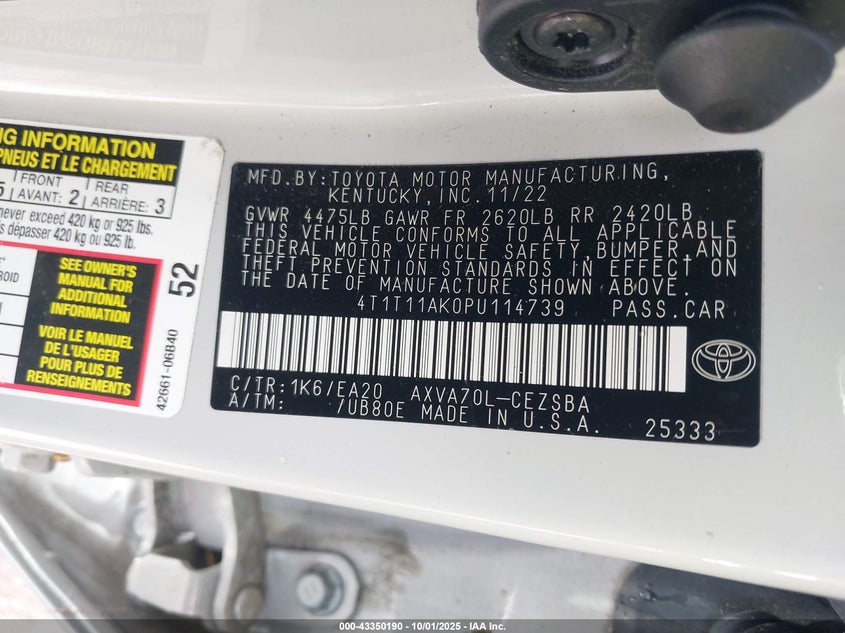 NG INFORMATION
PNEUS ET LE CHARGEMENT
5 FRONT REAR
AVANT: 2 ARRIÈRE: 3
never exceed 420 kg or 925 lbs.
s dépasser 420 kg ou 925 lb.
SEE OWNER'S
MANUAL FOR
ADDITIONAL
INFORMATION
VOIR LE MANUEL
DE L'USAGER
POUR PLUS DE
RENSEIGNEMENTS
52
42661-06B40
MFD.BY:TOYOTA MOTOR MANUFACTURING,
KENTUCKY,INC.11/22
GVWR 4475LB GAWR FR 2620LB RR 2420LB
THIS VEHICLE CONFORMS TO ALL APPLICABLE
FEDERAL MOTOR VEHICLE SAFETY,BUMPER,AND
THEFT PREVENTION STANDARDS IN EFFECT ON
THE DATE OF MANUFACTURE SHOWN ABOVE.
4T1T11AK0PU114739 PASS.CAR
C/TR:1K6/EA20 AXVA70L-CEZSBA
A/TM: /UB80E MADE IN U.S.A.
25333
000-43350190 - 10/01/2025 - IAA Inc.